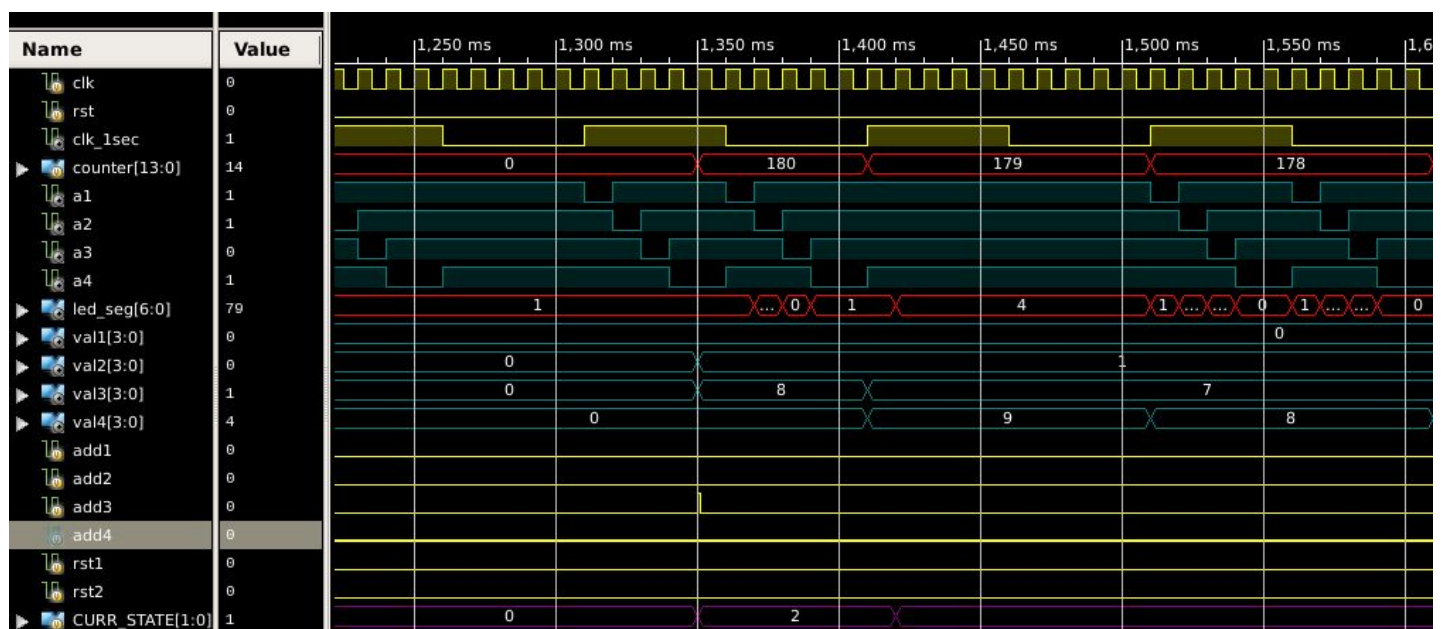 Name Value 1,250 ms 1,300 ms 1,350 ms 1,400 ms 1,450 ms 1,500 ms 1,550 ms 1,6
clk 0
rst 0
clk_1sec 1
counter[13:0] 14 0 180 179 178
a1 1
a2 1
a3 0
a4 1
led_seg[6:0] 79 1 ... 0 1 4 1 ... ... 0 1 ... ... 0
val1[3:0] 0 0
val2[3:0] 0 0 1
val3[3:0] 1 0 8 7
val4[3:0] 4 0 9 8
add1 0
add2 0
add3 0
add4 0
rst1 0
rst2 0
CURR_STATE[1:0] 1 0 2